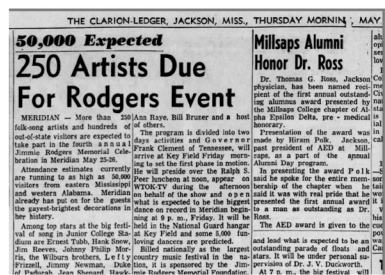 THE CLARION-LEDGER, JACKSON, MISS., THURSDAY MORNING, MAY
50,000 Expected
250 Artists Due
For Rodgers Event
MERIDIAN — More than 250
folk-song artists and hundreds of
out-of-state visitors are expected to
take part in the fourth annual
Jimmie Rodgers Memorial Cele-
bration in Meridian May 25-26.
Attendance estimates currently
are running to as high as 50,000
visitors from eastern Mississippi
and western Alabama. Meridian
already has put on for the guests
the gayest-brightest decorations in
her history.
Among top stars at the big festi-
val of song in Junior College Sta-
dium are Ernest Tubb, Hank Snow,
Jim Reeves, Johnny Philip Mor-
ris, the Wilburn brothers, Lefty
Frizzell, Jimmy Newman, Duke
of Paducah, Jean Shepard, Hawk-
Ann Raye, Bill Bruner and a host
of others.
The program is divided into two
days activities and Governor
Frank Clement of Tennessee, will
arrive at Key Field Friday morn-
ing to set the first phase in motion.
He will preside over the Ralph S.
Peer luncheon at noon, appear on
WTOK-TV during the afternoon
on behalf of the show and open
what is expected to be the biggest
dance on record in Meridian begin-
ning at 9 p. m., Friday. It will be
held in the National Guard hangar
at Key Field and some 5,000 fun-
loving dancers are predicted.
Billed nationally as the largest
country music festival in the na-
tion, it is sponsored by the Jim-
mie Rodgers Memorial Foundation,
Millsaps Alumni
Honor Dr. Ross
Dr. Thomas G. Ross, Jackson
physician, has been named reci-
pient of the first annual outstand-
ing alumnus award presented by
the Millsaps College chapter of Al-
pha Epsilon Delta, pre - medical
honorary.
Presentation of the award was
made by Hiram Polk, Jackson,
past president of AED at Mill-
saps, as a part of the annual
Alumni Day program.
In presenting the award Polk
said he spoke for the entire mem-
bership of the chapter when he
said it was with real pride that he
presented the first annual award
to a man as outstanding as Dr.
Ross.
The AED award is given to the
and lead what is expected to be an
outstanding parade of floats and
stars. It will be under personal su-
pervision of Dr. J. V. Duckworth.
At 7 p. m., the big festival will